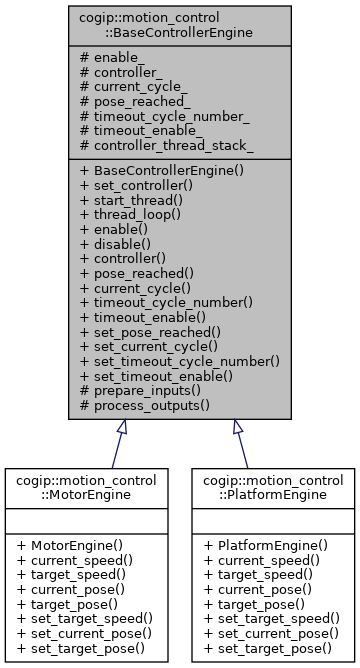 cogip::motion_control
::BaseControllerEngine
# enable_
# controller_
# current_cycle_
# pose_reached_
# timeout_cycle_number_
# timeout_enable_
# controller_thread_stack_
+ BaseControllerEngine()
+ set_controller()
+ start_thread()
+ thread_loop()
+ enable()
+ disable()
+ controller()
+ pose_reached()
+ current_cycle()
+ timeout_cycle_number()
+ timeout_enable()
+ set_pose_reached()
+ set_current_cycle()
+ set_timeout_cycle_number()
+ set_timeout_enable()
# prepare_inputs()
# process_outputs()
cogip::motion_control
::MotorEngine
+ MotorEngine()
+ current_speed()
+ target_speed()
+ current_pose()
+ target_pose()
+ set_target_speed()
+ set_current_pose()
+ set_target_pose()
cogip::motion_control
::PlatformEngine
+ PlatformEngine()
+ current_speed()
+ target_speed()
+ current_pose()
+ target_pose()
+ set_target_speed()
+ set_current_pose()
+ set_target_pose()